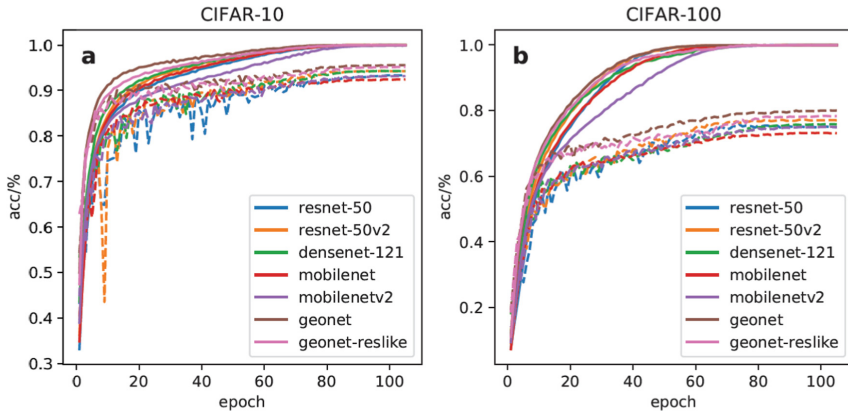 CIFAR-10
a
acc/%
1.0
0.9
0.8
0.7
0.6
0.5
0.4
0.3
resnet-50
resnet-50v2
densenet-121
mobilenet
mobilenetv2
geonet
geonet-reslike
0
20
40
60
80
100
epoch
CIFAR-100
b
acc/%
1.0
0.8
0.6
0.4
0.2
resnet-50
resnet-50v2
densenet-121
mobilenet
mobilenetv2
geonet
geonet-reslike
0
20
40
60
80
100
epoch